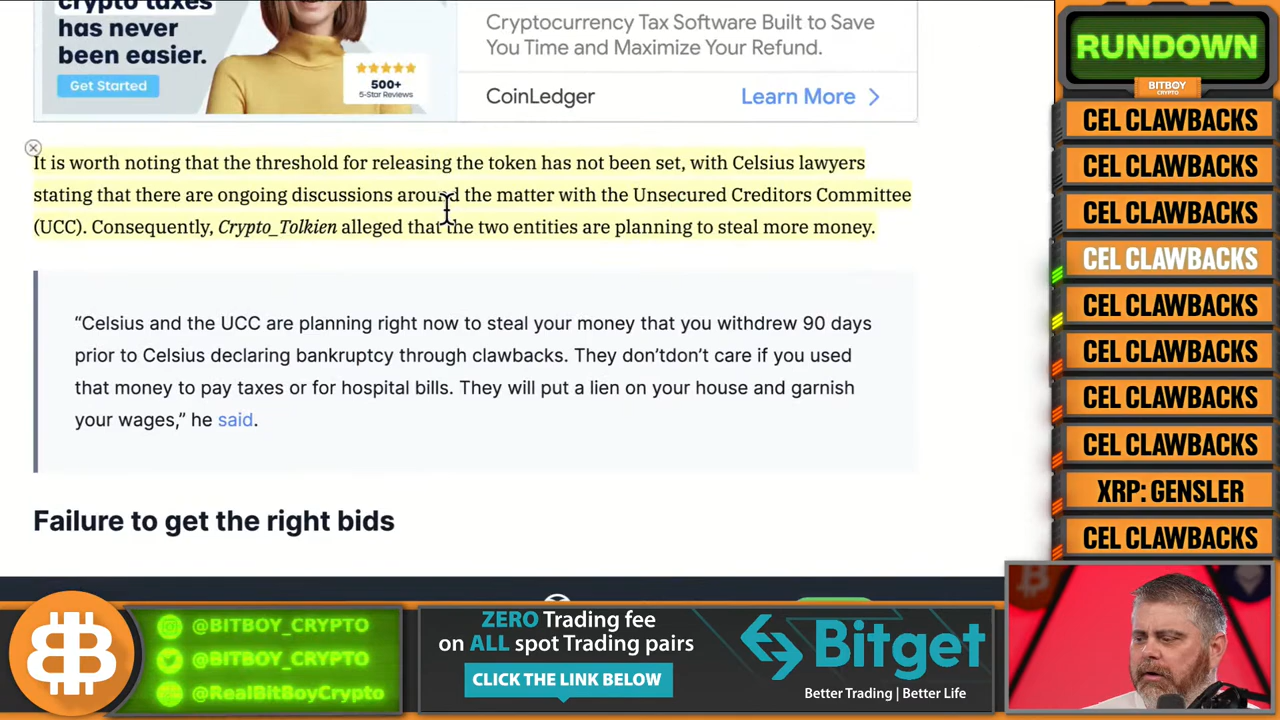 crypto taxes
has never
been easier.
Get Started
500+
5-Star Reviews
Cryptocurrency Tax Software Built to Save
You Time and Maximize Your Refund.
CoinLedger
Learn More
It is worth noting that the threshold for releasing the token has not been set, with Celsius lawyers
stating that there are ongoing discussions around the matter with the Unsecured Creditors Committee
(UCC). Consequently, Crypto_Tolkien alleged that the two entities are planning to steal more money.
“Celsius and the UCC are planning right now to steal your money that you withdrew 90 days
prior to Celsius declaring bankruptcy through clawbacks. They don’tdon’t care if you used
that money to pay taxes or for hospital bills. They will put a lien on your house and garnish
your wages,” he said.
Failure to get the right bids
RUNDOWN
BITBOY
CRYPTO
CEL CLAWBACKS
CEL CLAWBACKS
CEL CLAWBACKS
CEL CLAWBACKS
CEL CLAWBACKS
CEL CLAWBACKS
CEL CLAWBACKS
CEL CLAWBACKS
XRP: GENSLER
CEL CLAWBACKS
@BITBOY_CRYPTO
@BITBOY_CRYPTO
@RealBitBoyCrypto
ZERO Trading fee
on ALL spot Trading pairs
CLICK THE LINK BELOW
Bitget
Better Trading | Better Life